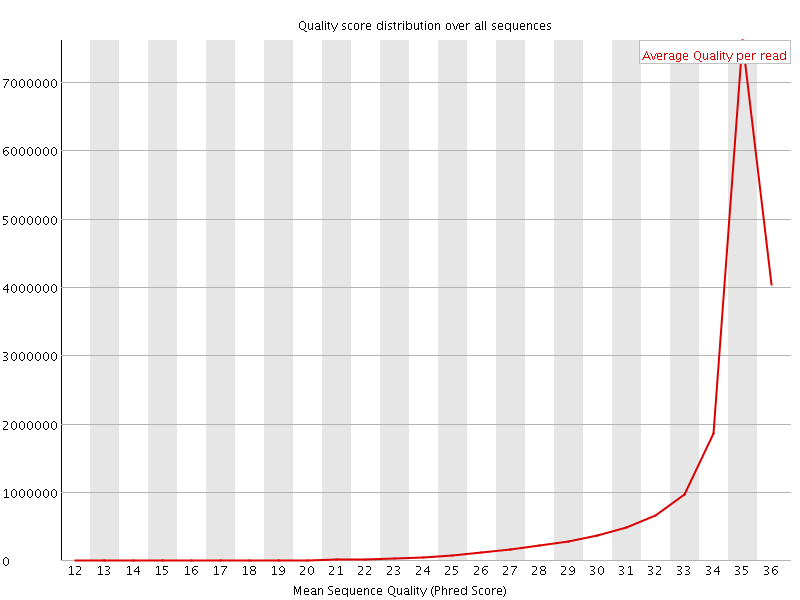 Quality score distribution over all sequences
Average Quality per read
7000000
6000000
5000000
4000000
3000000
2000000
1000000
0
12 13 14 15 16 17 18 19 20 21 22 23 24 25 26 27 28 29 30 31 32 33 34 35 36
Mean Sequence Quality (Phred Score)